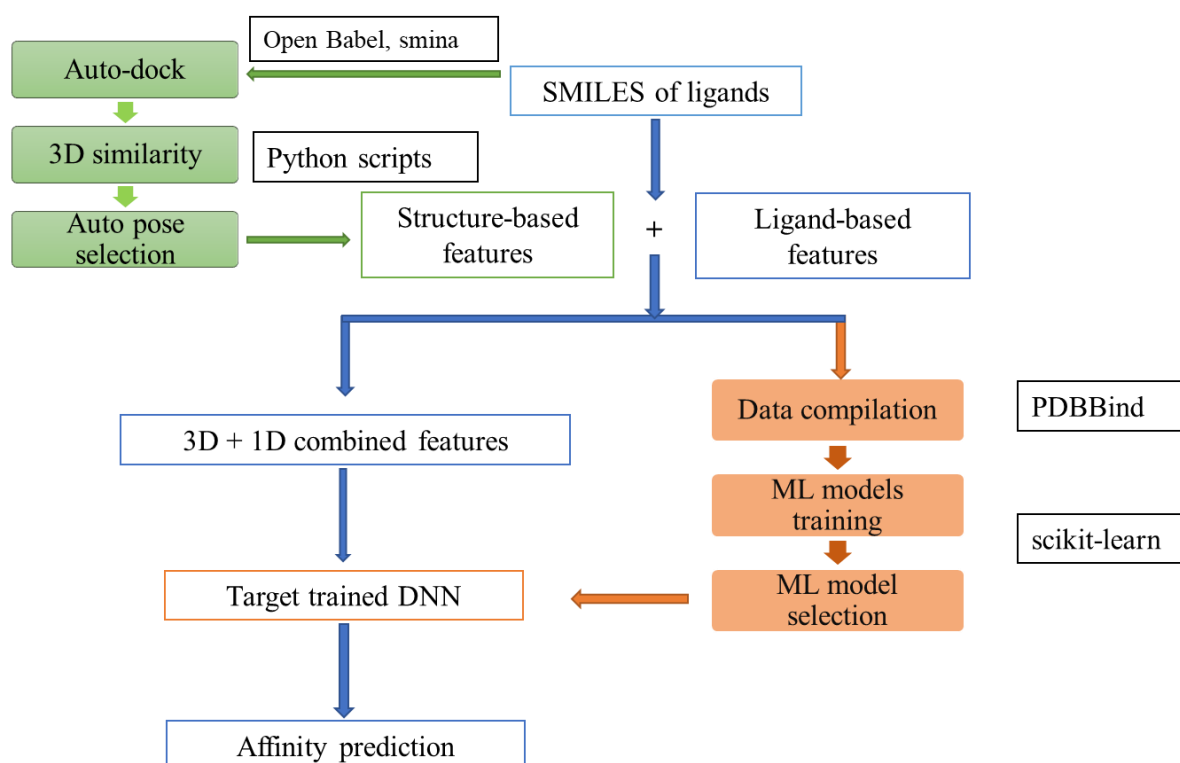 Open Babel, smina
Auto-dock
SMILES of ligands
3D similarity
Python scripts
Auto pose
selection
Structure-based
features
+
Ligand-based
features
Data compilation
PDBBind
3D + 1D combined features
ML models
training
scikit-learn
Target trained DNN
ML model
selection
Affinity prediction